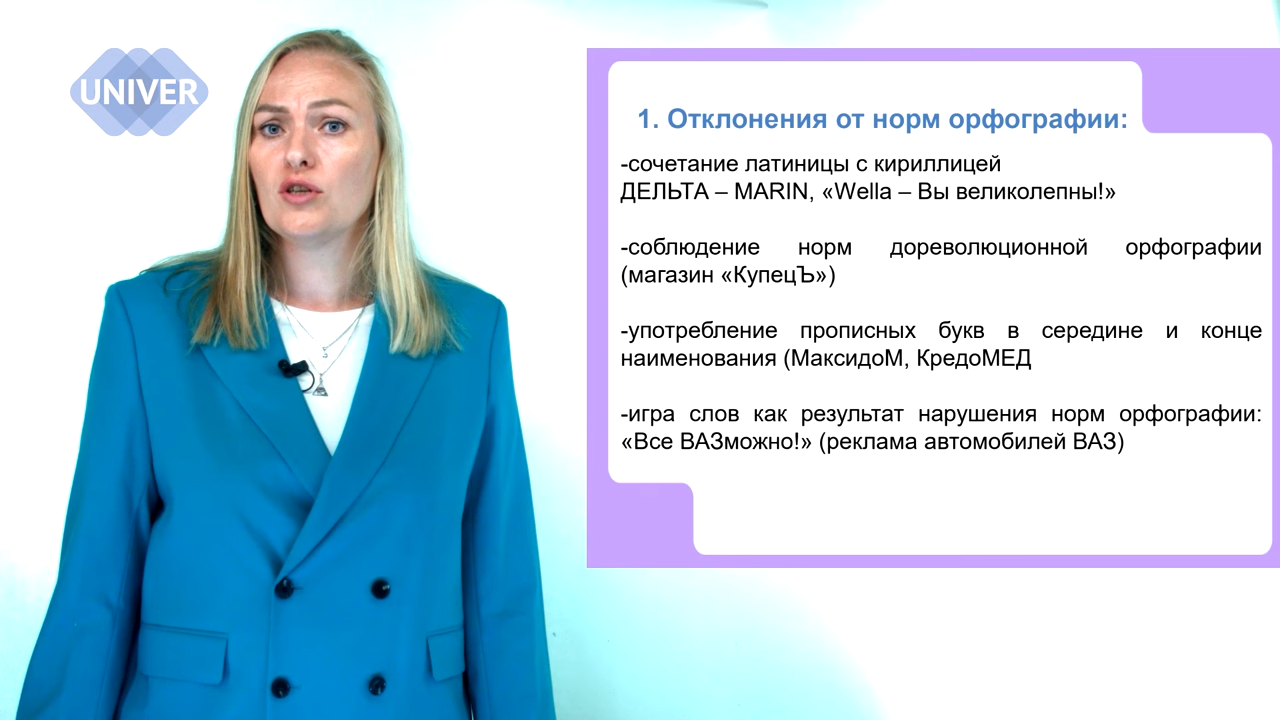 UNIVER
1. Отклонения от норм орфографии:
-сочетание латиницы с кириллицей
ДЕЛЬТА – MARIN, «Wella – Вы великолепны!»
-соблюдение норм дореволюционной орфографии
(магазин «КупецЪ»)
-употребление прописных букв в середине и конце
наименования (МаксидоМ, КредоМЕД
-игра слов как результат нарушения норм орфографии:
«Все ВАЗможно!» (реклама автомобилей ВАЗ)